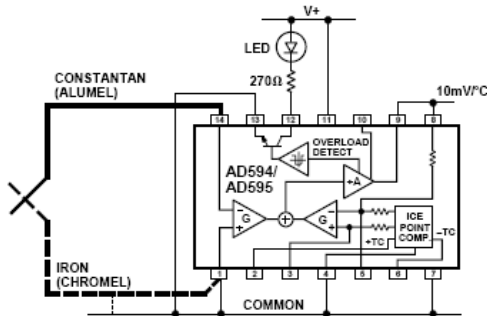 V+
LED
270Ω
10mV/°C
CONSTANTAN
(ALUMEL)
14
13
12
11
10
9
8
OVERLOAD
DETECT
AD594/
AD595
+A
–
G
+
+
–
G
+
ICE
POINT
COMP.
+TC
–TC
IRON
(CHROMEL)
1
2
3
4
5
6
7
COMMON